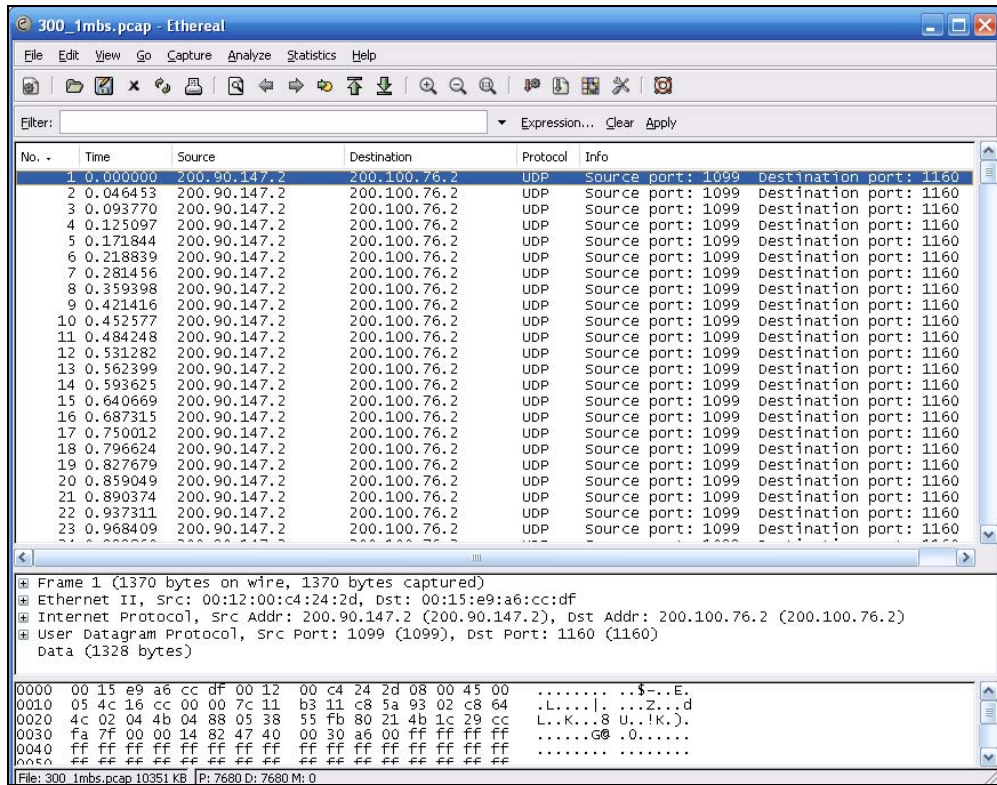 300_1mbs.pcap - Ethereal
File Edit View Go Capture Analyze Statistics Help
Filter: Expression... Clear Apply
No. Time Source Destination Protocol Info
1 0.000000 200.90.147.2 200.100.76.2 UDP Source port: 1099 Destination port: 1160
2 0.046453 200.90.147.2 200.100.76.2 UDP Source port: 1099 Destination port: 1160
3 0.093770 200.90.147.2 200.100.76.2 UDP Source port: 1099 Destination port: 1160
4 0.125097 200.90.147.2 200.100.76.2 UDP Source port: 1099 Destination port: 1160
5 0.171844 200.90.147.2 200.100.76.2 UDP Source port: 1099 Destination port: 1160
6 0.218839 200.90.147.2 200.100.76.2 UDP Source port: 1099 Destination port: 1160
7 0.281456 200.90.147.2 200.100.76.2 UDP Source port: 1099 Destination port: 1160
8 0.359398 200.90.147.2 200.100.76.2 UDP Source port: 1099 Destination port: 1160
9 0.421416 200.90.147.2 200.100.76.2 UDP Source port: 1099 Destination port: 1160
10 0.452577 200.90.147.2 200.100.76.2 UDP Source port: 1099 Destination port: 1160
11 0.484248 200.90.147.2 200.100.76.2 UDP Source port: 1099 Destination port: 1160
12 0.531282 200.90.147.2 200.100.76.2 UDP Source port: 1099 Destination port: 1160
13 0.562399 200.90.147.2 200.100.76.2 UDP Source port: 1099 Destination port: 1160
14 0.593625 200.90.147.2 200.100.76.2 UDP Source port: 1099 Destination port: 1160
15 0.640669 200.90.147.2 200.100.76.2 UDP Source port: 1099 Destination port: 1160
16 0.687315 200.90.147.2 200.100.76.2 UDP Source port: 1099 Destination port: 1160
17 0.750012 200.90.147.2 200.100.76.2 UDP Source port: 1099 Destination port: 1160
18 0.796624 200.90.147.2 200.100.76.2 UDP Source port: 1099 Destination port: 1160
19 0.827679 200.90.147.2 200.100.76.2 UDP Source port: 1099 Destination port: 1160
20 0.859049 200.90.147.2 200.100.76.2 UDP Source port: 1099 Destination port: 1160
21 0.890374 200.90.147.2 200.100.76.2 UDP Source port: 1099 Destination port: 1160
22 0.937311 200.90.147.2 200.100.76.2 UDP Source port: 1099 Destination port: 1160
23 0.968409 200.90.147.2 200.100.76.2 UDP Source port: 1099 Destination port: 1160
Frame 1 (1370 bytes on wire, 1370 bytes captured)
Ethernet II, Src: 00:12:00:c4:24:2d, Dst: 00:15:e9:a6:cc:df
Internet Protocol, Src Addr: 200.90.147.2 (200.90.147.2), Dst Addr: 200.100.76.2 (200.100.76.2)
User Datagram Protocol, Src Port: 1099 (1099), Dst Port: 1160 (1160)
Data (1328 bytes)
0000 00 15 e9 a6 cc df 00 12 00 c4 24 2d 08 00 45 00 ........ ..$-..E.
0010 05 4c 16 cc 00 00 7c 11 b3 11 c8 5a 93 02 c8 64 .L....|. ...Z...d
0020 4c 02 04 4b 04 88 05 38 55 fb 80 21 4b 1c 29 cc L..K...8 U..!K.).
0030 fa 7f 00 00 14 82 47 40 00 30 a6 00 ff ff ff ff ......G@ .0......
0040 ff ff ff ff ff ff ff ff ff ff ff ff ff ff ff ff ........ ........
0050 ff ff ff ff ff ff ff ff ff ff ff ff ff ff ff ff
File: 300_1mbs.pcap 10351 KB P: 7680 D: 7680 M: 0